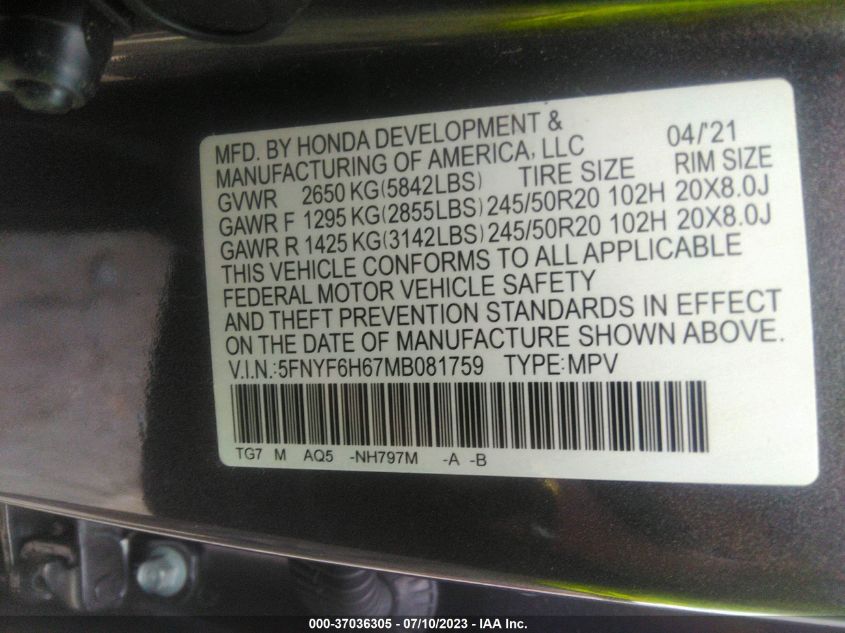 MFD. BY HONDA DEVELOPMENT & 04/'21
MANUFACTURING OF AMERICA, LLC
TIRE SIZE RIM SIZE
GVWR 2650 KG(5842LBS)
GAWR F 1295 KG(2855LBS) 245/50R20 102H 20X8.0J
GAWR R 1425 KG(3142LBS) 245/50R20 102H 20X8.0J
THIS VEHICLE CONFORMS TO ALL APPLICABLE
FEDERAL MOTOR VEHICLE SAFETY
AND THEFT PREVENTION STANDARDS IN EFFECT
ON THE DATE OF MANUFACTURE SHOWN ABOVE.
V.I.N.:5FNYF6H67MB081759 TYPE:MPV
TG7 M AQ5 -NH797M -A -B
000-37036305 - 07/10/2023 - IAA Inc.